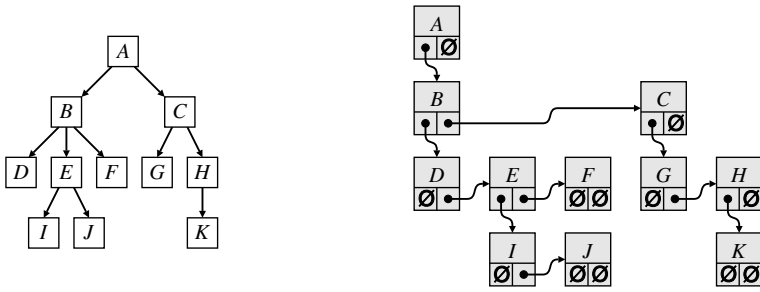 A
B C
D E F G H
I J K
A
Ø
B C
Ø
D E F G H
Ø Ø Ø Ø Ø
I J K
Ø Ø Ø Ø Ø